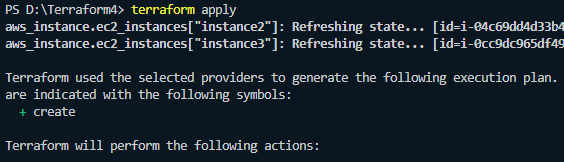 PS D:\Terraform4> terraform apply
aws_instance.ec2_instances["instance2"]: Refreshing state... [id=i-04c69dd4d33b4
aws_instance.ec2_instances["instance3"]: Refreshing state... [id=i-0cc9dc965df49
Terraform used the selected providers to generate the following execution plan.
are indicated with the following symbols:
+ create
Terraform will perform the following actions: